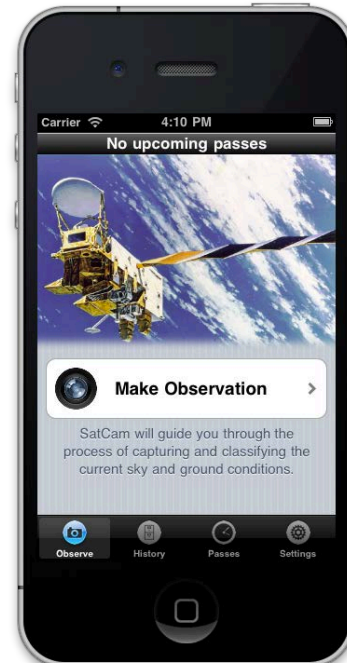 Carrier 4:10 PM
No upcoming passes
Make Observation
SatCam will guide you through the
process of capturing and classifying the
current sky and ground conditions.
Observe History Passes Settings